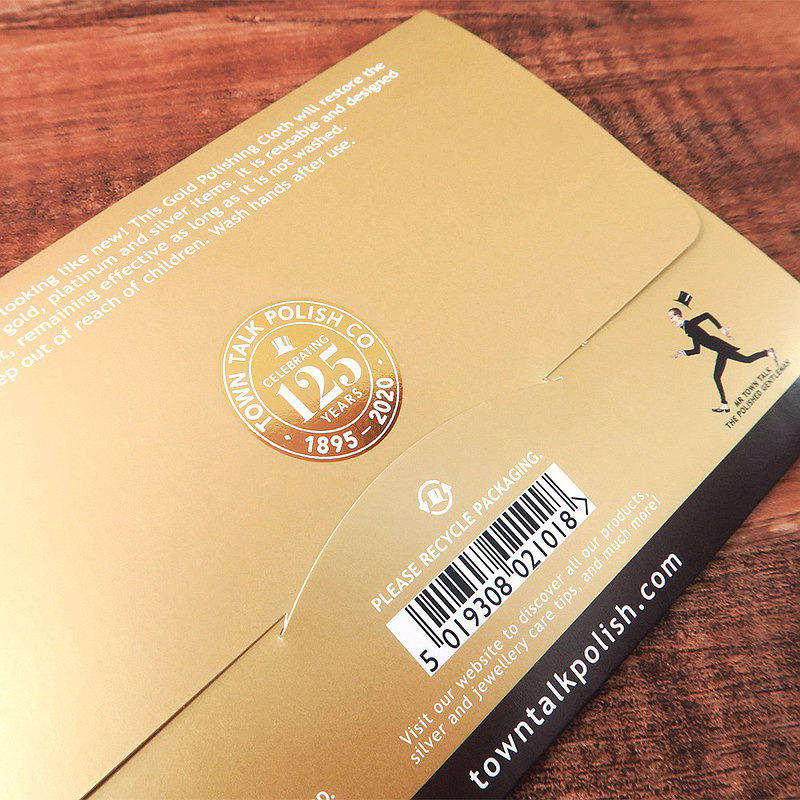 looking like new! This Gold Polishing Cloth will restore the
gold, platinum and silver items. It is reusable and designed
remaining effective as long as it is not washed.
ep out of reach of children. Wash hands after use.
TOWN TALK POLISH CO
CELEBRATING
125
YEARS
1895 – 2020
MR TOWN TALK
THE POLISHED GENTLEMAN
PLEASE RECYCLE PACKAGING.
5 019308 021018 >
Visit our website to discover all our products,
silver and jewellery care tips, and much more!
towntalkpolish.com